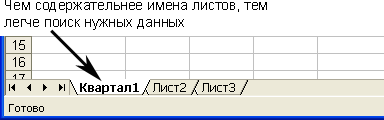 Чем содержательнее имена листов, тем
легче поиск нужных данных
15
16
17
Квартал1 Лист2 Лист3
Готово